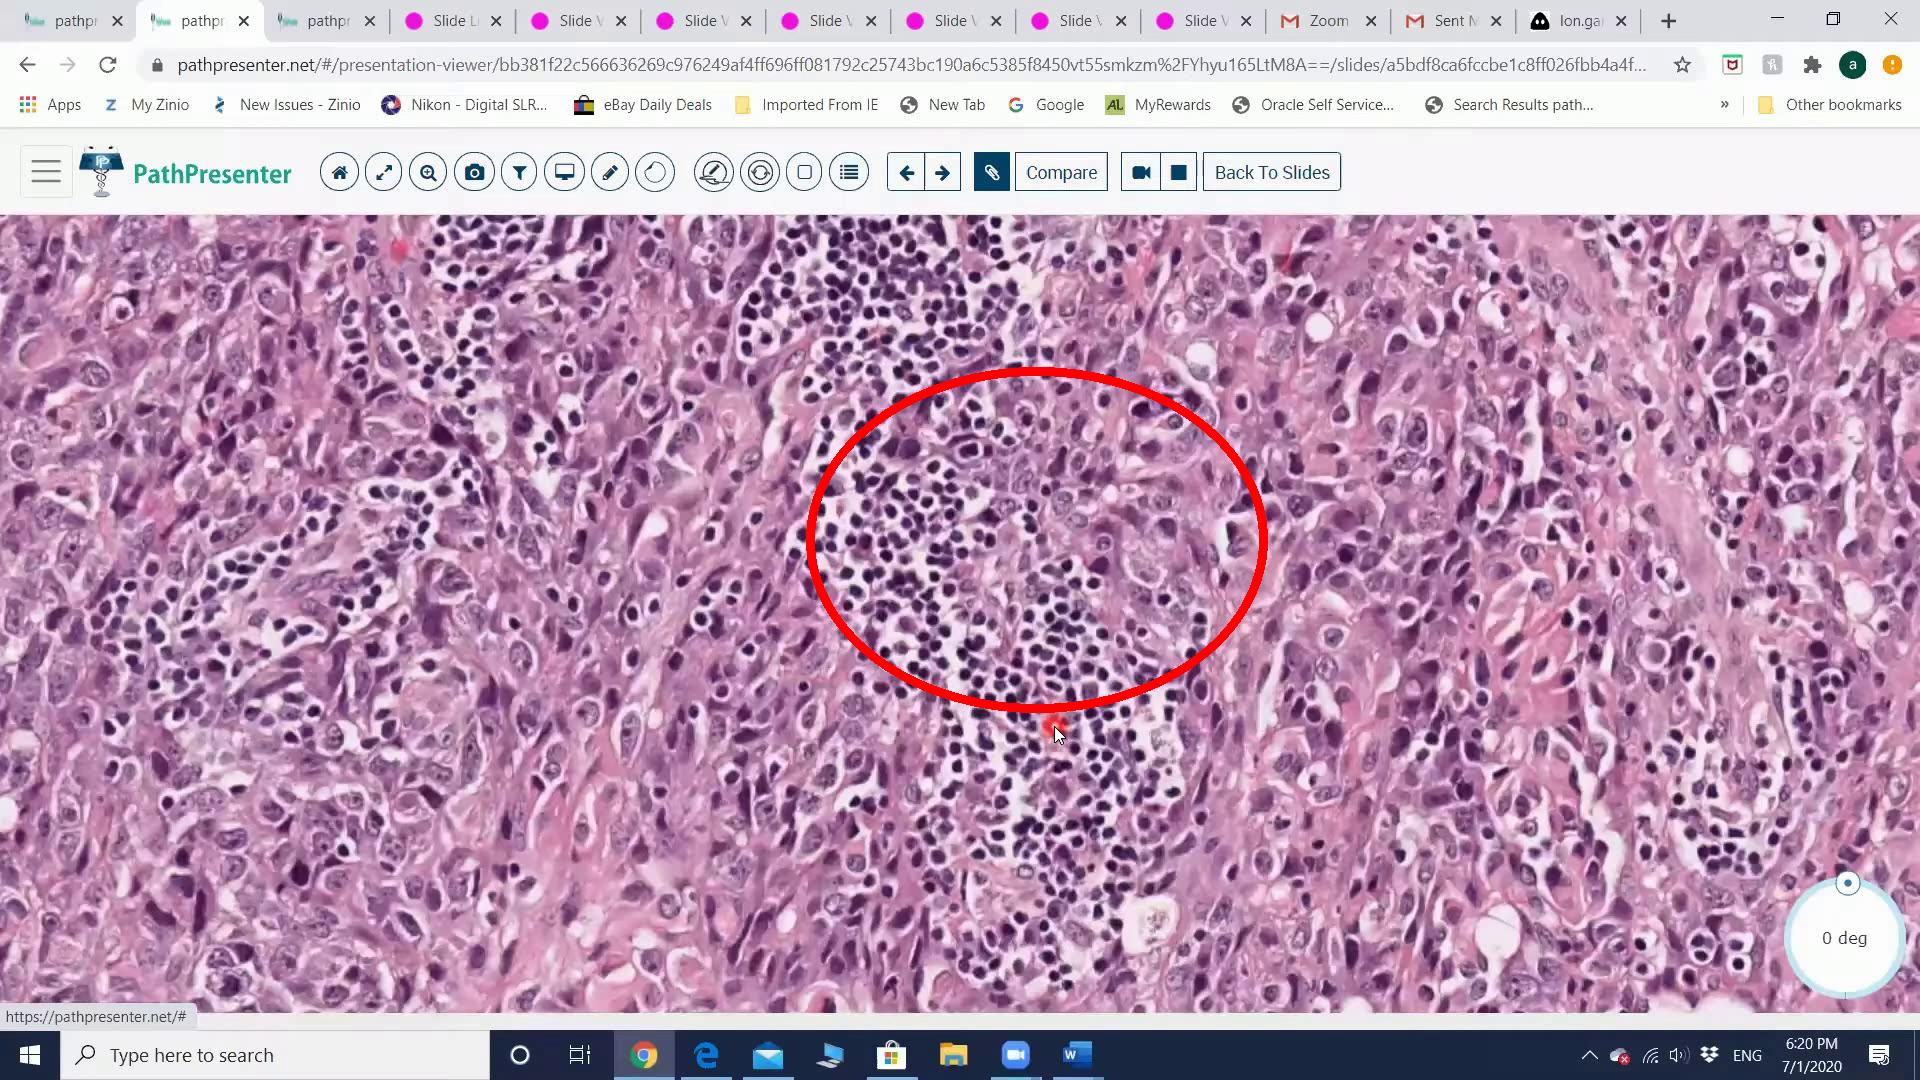 pathpr
pathpr
pathpr
Slide L
Slide V
Slide V
Slide V
Slide V
Slide V
Slide V
Zoom
Sent M
lon.gar
pathpresenter.net/#/presentation-viewer/bb381f22c566636269c976249af4ff696ff081792c25743bc190a6c5385f8450vt55smkzm%2FYhyu165LtM8A==/slides/a5bdf8ca6fccbe1c8ff026fbb4a4f...
a
Apps
Z My Zinio
New Issues - Zinio
Nikon - Digital SLR...
eBay Daily Deals
Imported From IE
New Tab
G Google
AL MyRewards
Oracle Self Service...
Search Results path...
»
Other bookmarks
PP PathPresenter
Compare
Back To Slides
0 deg
https://pathpresenter.net/#
Type here to search
W
ENG
6:20 PM
7/1/2020